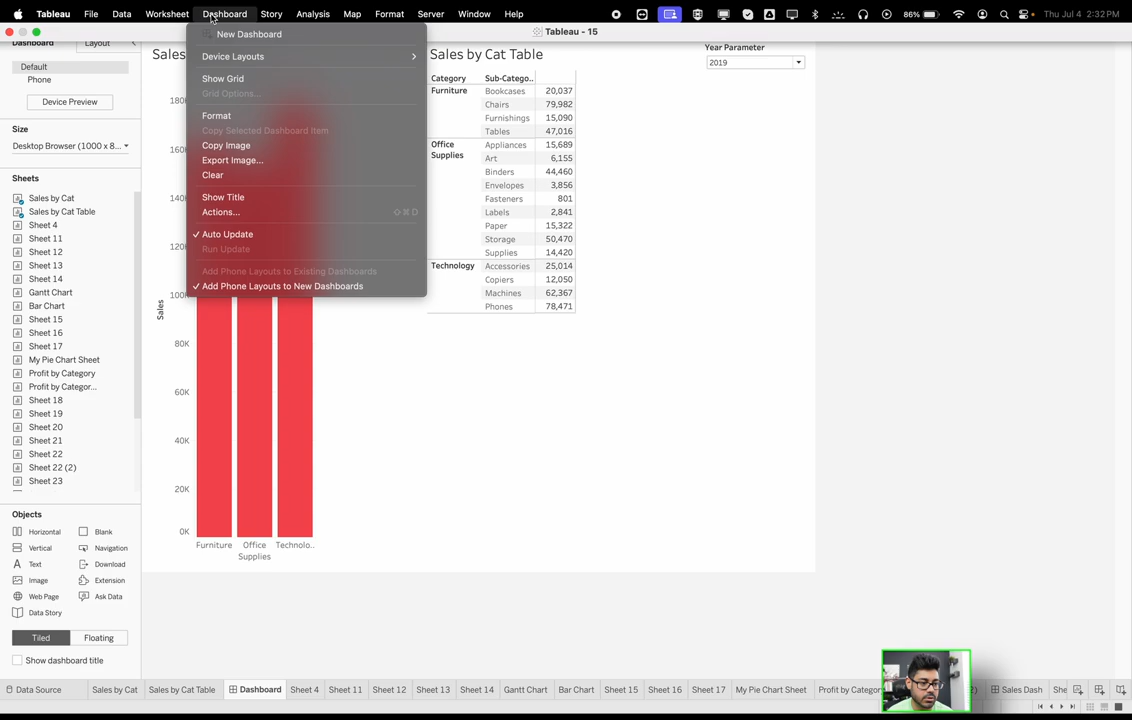 Tableau File Data Worksheet Dashboard Story Analysis Map Format Server Window Help 86% Thu Jul 4 2:32 PM
Tableau - 15
Dashboard Layout
Default
Phone
Device Preview
Size
Desktop Browser (1000 x 8...
Sheets
Sales by Cat
Sales by Cat Table
Sheet 4
Sheet 11
Sheet 12
Sheet 13
Sheet 14
Gantt Chart
Bar Chart
Sheet 15
Sheet 16
Sheet 17
My Pie Chart Sheet
Profit by Category
Profit by Categor...
Sheet 18
Sheet 19
Sheet 20
Sheet 21
Sheet 22
Sheet 22 (2)
Sheet 23
Objects
Horizontal Blank
Vertical Navigation
Text Download
Image Extension
Web Page Ask Data
Data Story
Tiled Floating
Show dashboard title
New Dashboard
Device Layouts
Show Grid
Grid Options...
Format
Copy Selected Dashboard Item
Copy Image
Export Image...
Clear
Show Title
Actions... ⇧⌘D
✓ Auto Update
Run Update
Add Phone Layouts to Existing Dashboards
✓ Add Phone Layouts to New Dashboards
Sales
180K
160K
140K
120K
100K
80K
60K
40K
20K
0K
Sales
Furniture Office Supplies Technolo..
Sales by Cat Table
Category Sub-Catego..
Furniture Bookcases 20,037
Chairs 79,982
Furnishings 15,090
Tables 47,016
Office Supplies Appliances 15,689
Art 6,155
Binders 44,460
Envelopes 3,856
Fasteners 801
Labels 2,841
Paper 15,322
Storage 50,470
Supplies 14,420
Technology Accessories 25,014
Copiers 12,050
Machines 62,367
Phones 78,471
Year Parameter
2019
Data Source Sales by Cat Sales by Cat Table Dashboard Sheet 4 Sheet 11 Sheet 12 Sheet 13 Sheet 14 Gantt Chart Bar Chart Sheet 15 Sheet 16 Sheet 17 My Pie Chart Sheet Profit by Category Sales Dash She